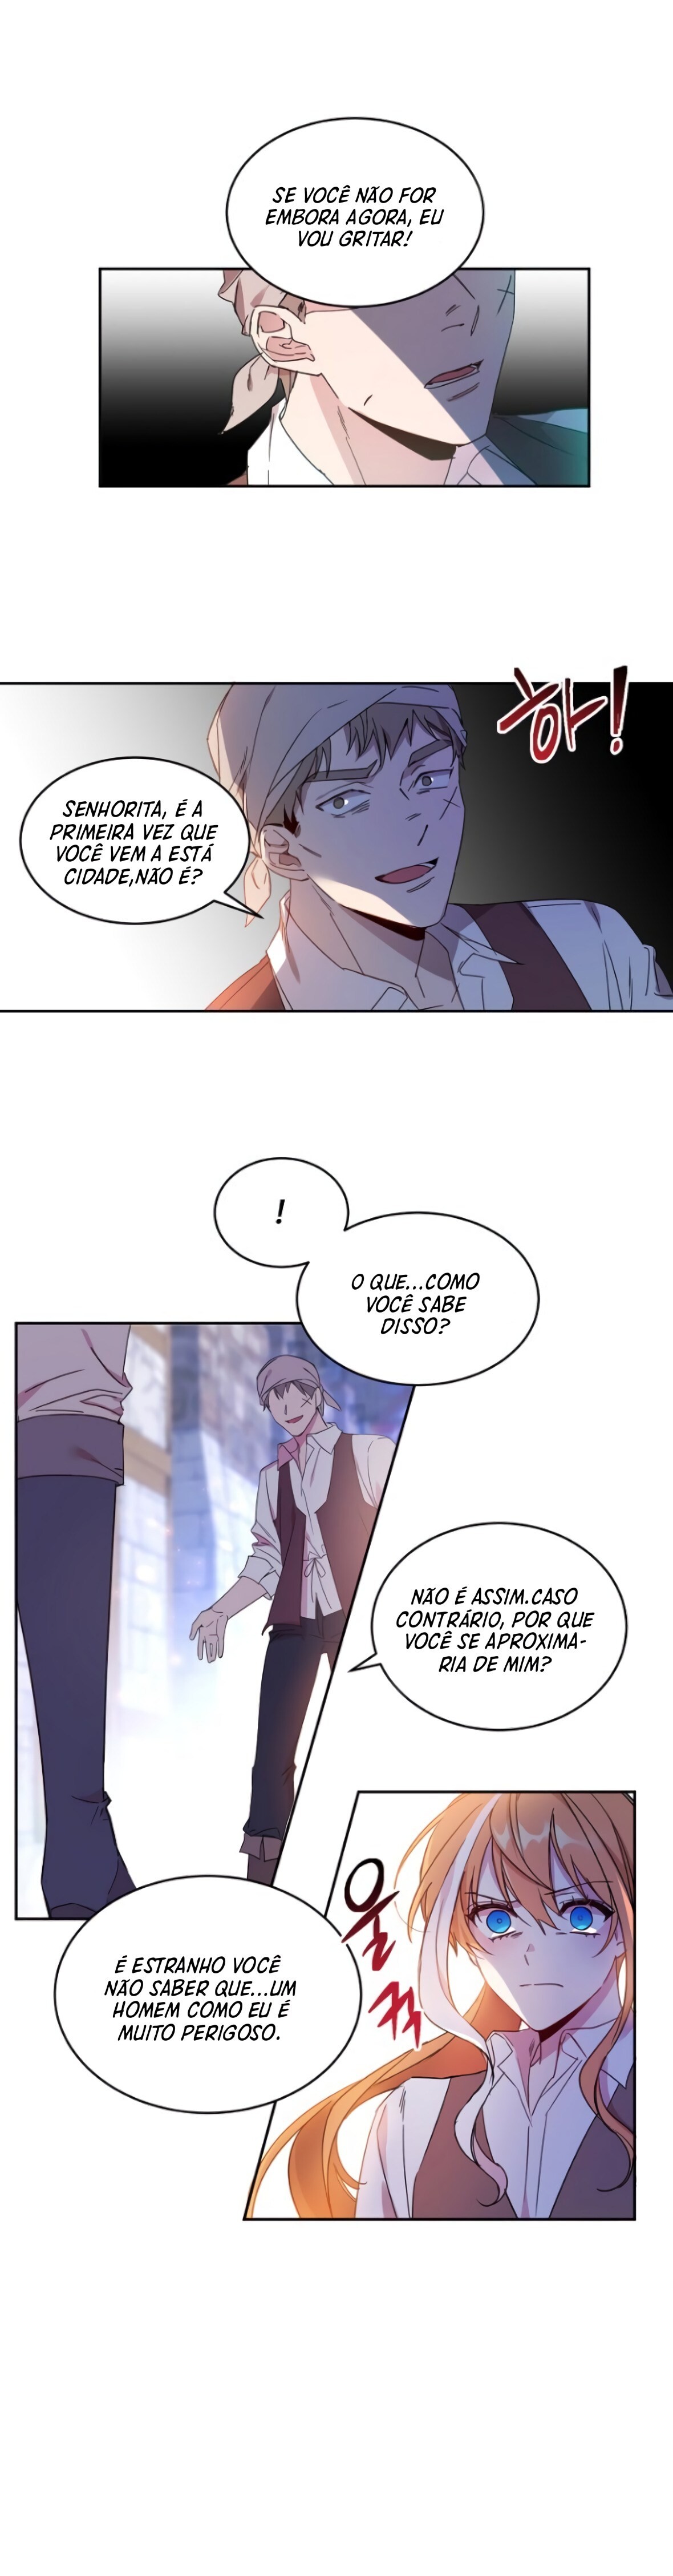 SE VOCÊ NÃO FOR
EMBORA AGORA, EU
VOU GRITAR!
하!
SENHORITA, É A
PRIMEIRA VEZ QUE
VOCÊ VEM A ESTÁ
CIDADE,NÃO É?
!
O QUE...COMO
VOCÊ SABE
DISSO?
NÃO É ASSIM.CASO
CONTRÁRIO, POR QUE
VOCÊ SE APROXIMA-
RIA DE MIM?
울
컥
É ESTRANHO VOCÊ
NÃO SABER QUE...UM
HOMEM COMO EU É
MUITO PERIGOSO.